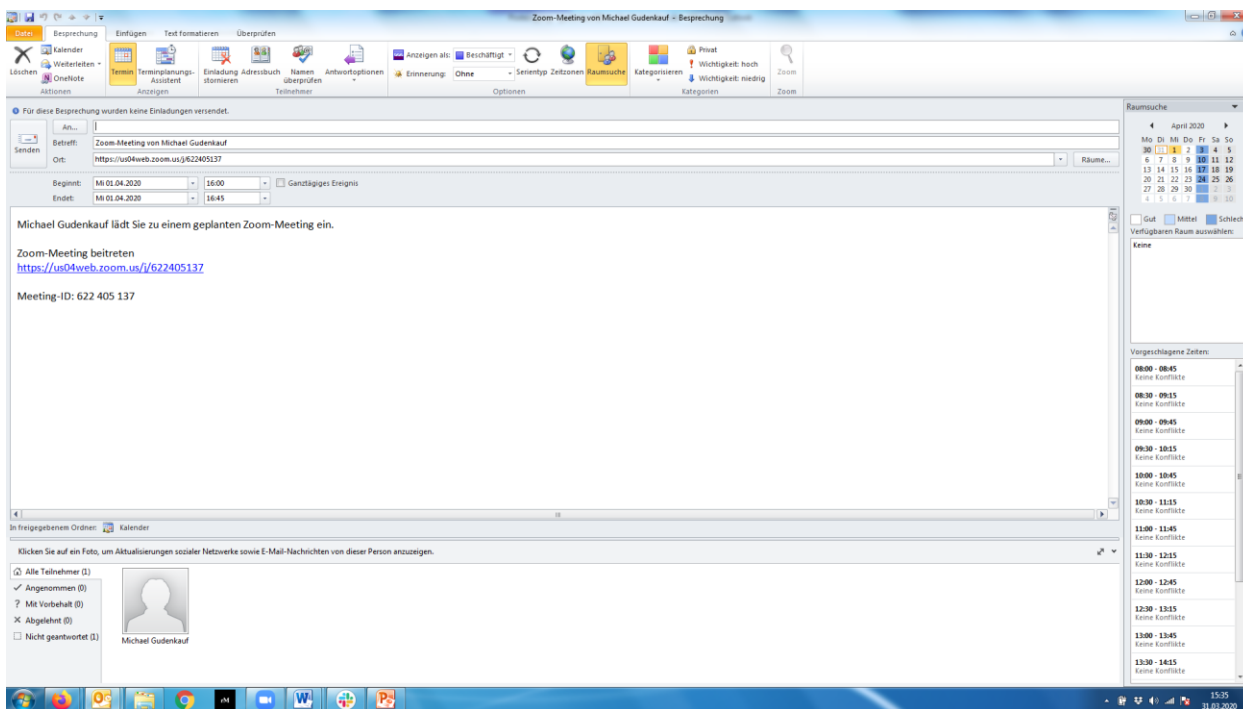 Zoom-Meeting von Michael Gudenkauf - Besprechung
Datei Besprechung Einfügen Text formatieren Überprüfen
Löschen
Kalender
Weiterleiten
OneNote
Aktionen
Termin
Terminplanungs-
Assistent
Anzeigen
Einladung
stornieren
Adressbuch
Namen
überprüfen
Antwortoptionen
Teilnehmer
Anzeigen als: Beschäftigt
Erinnerung: Ohne
Serientyp
Zeitzonen
Raumsuche
Optionen
Kategorisieren
Privat
Wichtigkeit: hoch
Wichtigkeit: niedrig
Kategorien
Zoom
Zoom
Für diese Besprechung wurden keine Einladungen versendet.
Senden
An...
Betreff: Zoom-Meeting von Michael Gudenkauf
Ort: https://us04web.zoom.us/j/622405137 Räume...
Beginnt: Mi 01.04.2020 16:00 Ganztägiges Ereignis
Endet: Mi 01.04.2020 16:45
Michael Gudenkauf lädt Sie zu einem geplanten Zoom-Meeting ein.
Zoom-Meeting beitreten
https://us04web.zoom.us/j/622405137
Meeting-ID: 622 405 137
In freigegebenem Ordner: Kalender
Klicken Sie auf ein Foto, um Aktualisierungen sozialer Netzwerke sowie E-Mail-Nachrichten von dieser Person anzuzeigen.
Alle Teilnehmer (1)
Angenommen (0)
Mit Vorbehalt (0)
Abgelehnt (0)
Nicht geantwortet (1)
Michael Gudenkauf
Raumsuche
April 2020
Mo Di Mi Do Fr Sa So
30 31 1 2 3 4 5
6 7 8 9 10 11 12
13 14 15 16 17 18 19
20 21 22 23 24 25 26
27 28 29 30 2 3
4 5 6 7 9 10
Gut Mittel Schlech
Verfügbaren Raum auswählen:
Keine
Vorgeschlagene Zeiten:
08:00 - 08:45
Keine Konflikte
08:30 - 09:15
Keine Konflikte
09:00 - 09:45
Keine Konflikte
09:30 - 10:15
Keine Konflikte
10:00 - 10:45
Keine Konflikte
10:30 - 11:15
Keine Konflikte
11:00 - 11:45
Keine Konflikte
11:30 - 12:15
Keine Konflikte
12:00 - 12:45
Keine Konflikte
12:30 - 13:15
Keine Konflikte
13:00 - 13:45
Keine Konflikte
13:30 - 14:15
Keine Konflikte
rM
15:35
31.03.2020